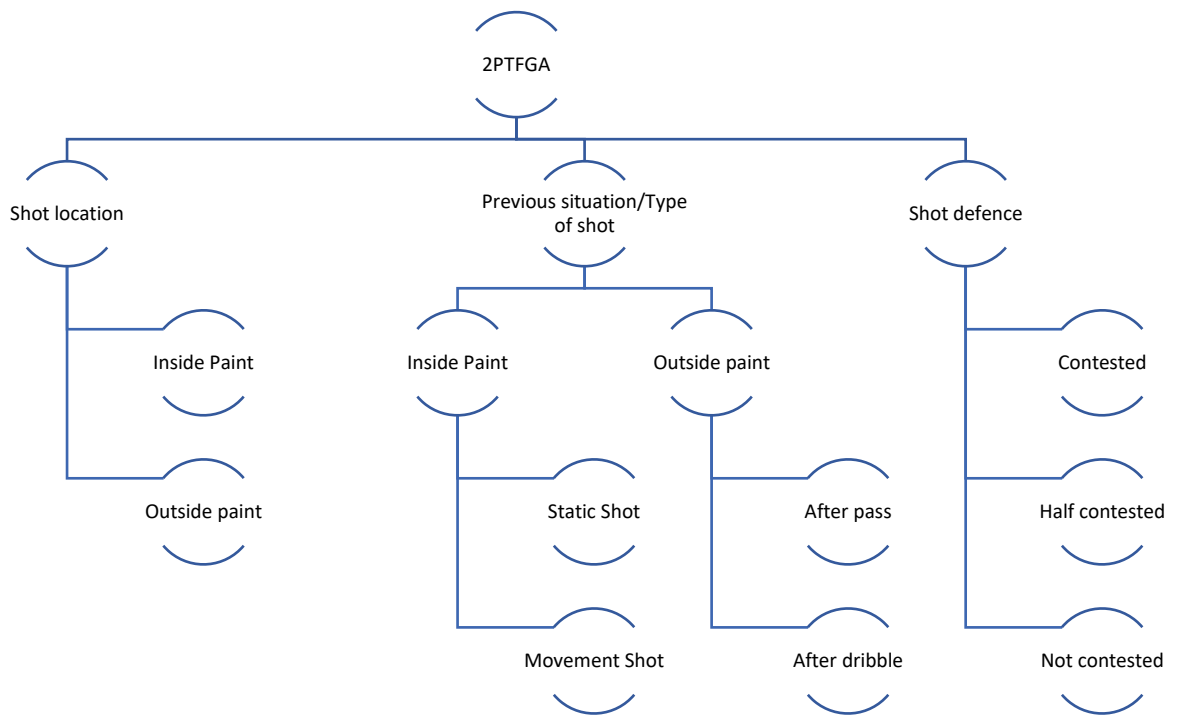 2PTFGA
Shot location
Previous situation/Type
of shot
Shot defence
Inside Paint
Inside Paint
Outside paint
Contested
Outside paint
Static Shot
After pass
Half contested
Movement Shot
After dribble
Not contested